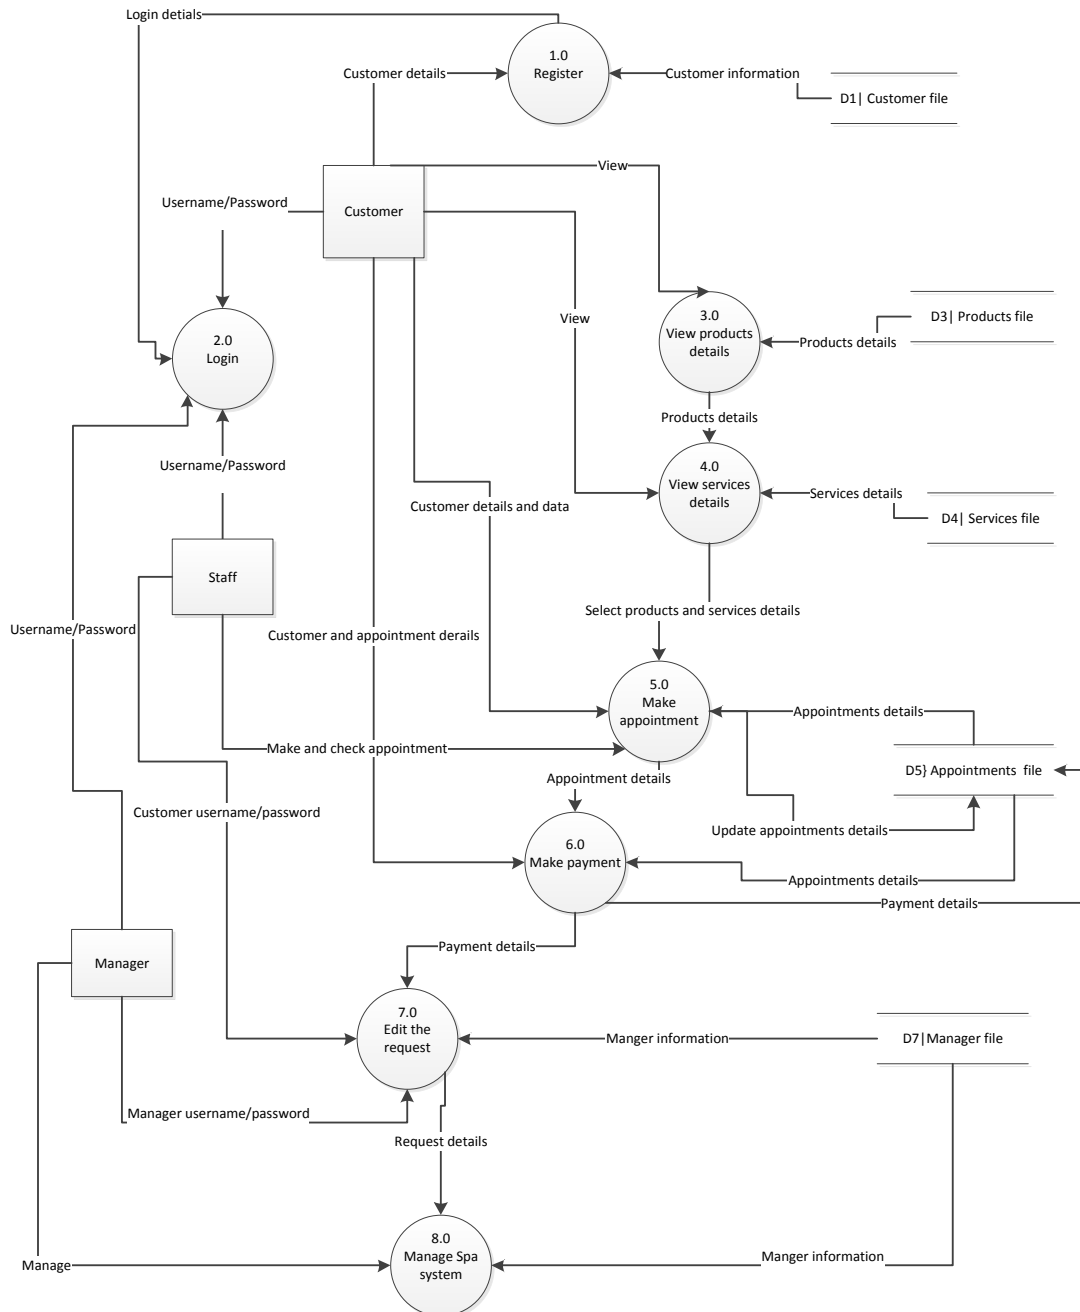 Login detials
1.0
Register
Customer details
Customer information
D1| Customer file
View
Username/Password
Customer
View
2.0
Login
3.0
View products
details
D3| Products file
Products details
Products details
Username/Password
4.0
View services
details
Services details
D4| Services file
Customer details and data
Staff
Select products and services details
Username/Password
Customer and appointment derails
5.0
Make
appointment
Appointments details
Make and check appointment
D5} Appointments  file
Appointment details
Customer username/password
Update appointments details
6.0
Make payment
Appointments details
Payment details
Payment details
Manager
7.0
Edit the
request
Manger information
D7|Manager file
Manager username/password
Request details
8.0
Manage Spa
system
Manage
Manger information